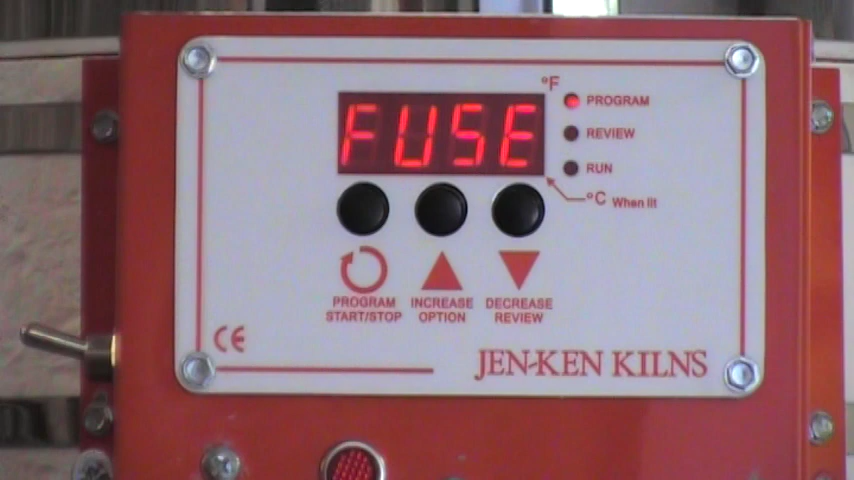 FUSE
°F
PROGRAM
REVIEW
RUN
°C When lit
PROGRAM START/STOP
INCREASE OPTION
DECREASE REVIEW
CE
JEN-KEN KILNS